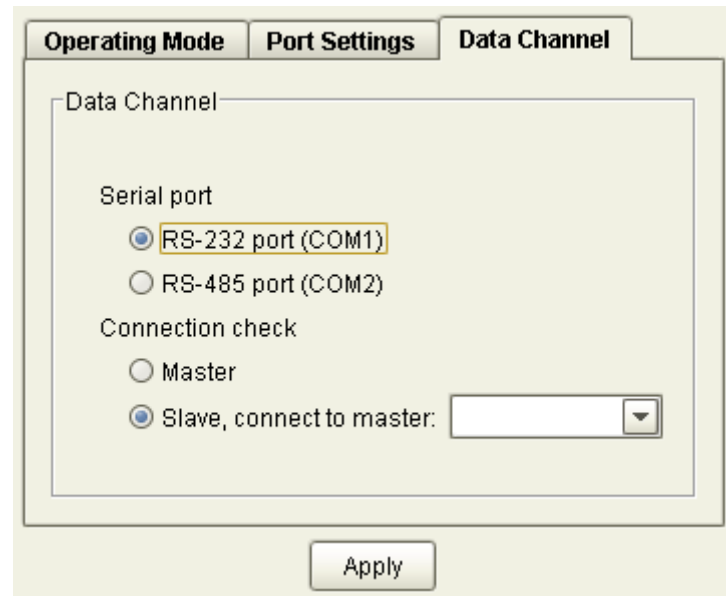 Operating Mode Port Settings Data Channel
Data Channel
Serial port
RS-232 port (COM1)
RS-485 port (COM2)
Connection check
Master
Slave, connect to master:
Apply